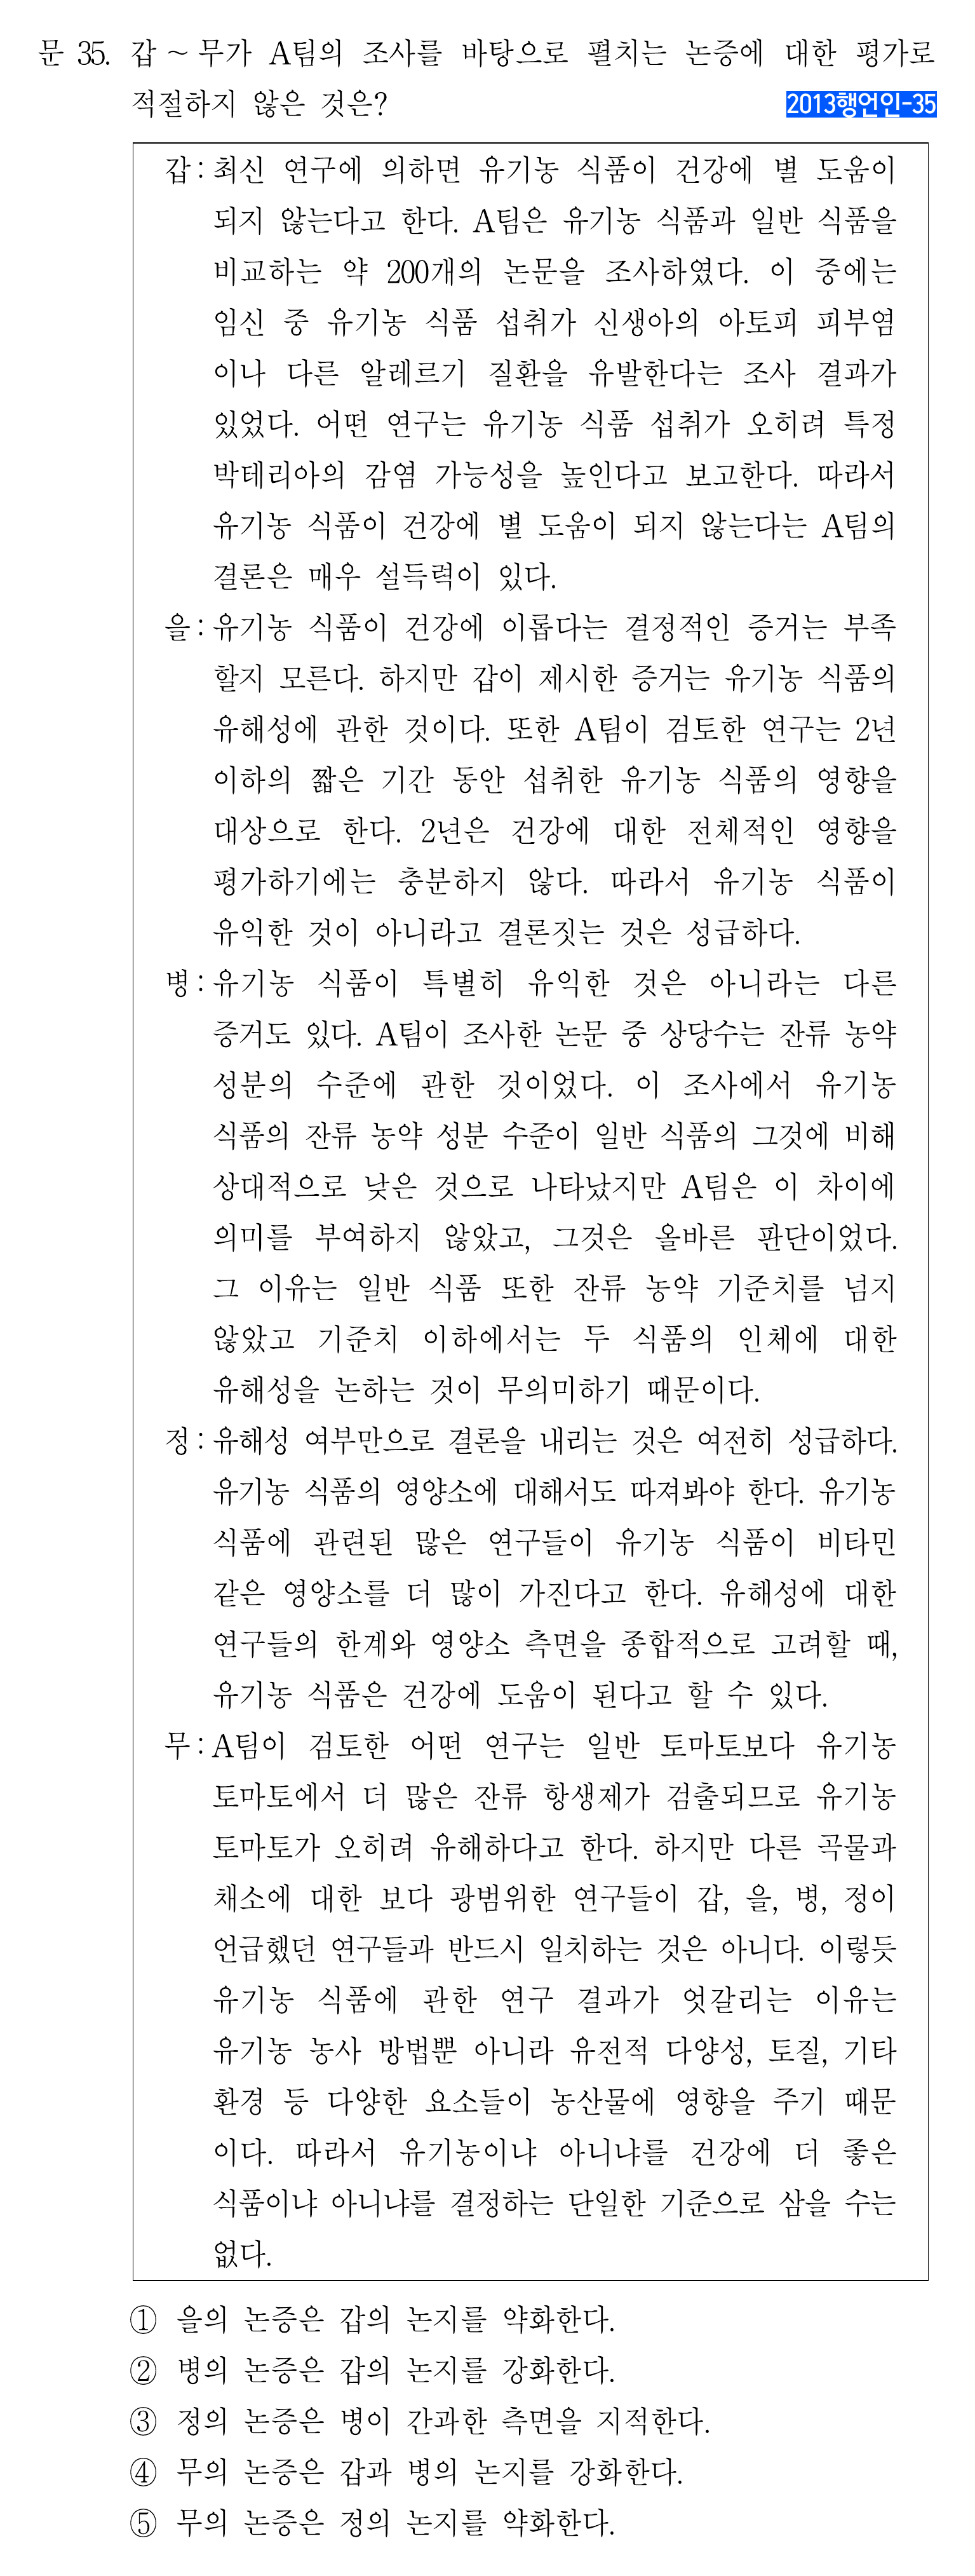 문 35. 갑 ~ 무가 A팀의 조사를 바탕으로 펼치는 논증에 대한 평가로
적절하지 않은 것은?
2013행언인-35
갑 : 최신 연구에 의하면 유기농 식품이 건강에 별 도움이
되지 않는다고 한다. A팀은 유기농 식품과 일반 식품을
비교하는 약 200개의 논문을 조사하였다. 이 중에는
임신 중 유기농 식품 섭취가 신생아의 아토피 피부염
이나 다른 알레르기 질환을 유발한다는 조사 결과가
있었다. 어떤 연구는 유기농 식품 섭취가 오히려 특정
박테리아의 감염 가능성을 높인다고 보고한다. 따라서
유기농 식품이 건강에 별 도움이 되지 않는다는 A팀의
결론은 매우 설득력이 있다.
을 : 유기농 식품이 건강에 이롭다는 결정적인 증거는 부족
할지 모른다. 하지만 갑이 제시한 증거는 유기농 식품의
유해성에 관한 것이다. 또한 A팀이 검토한 연구는 2년
이하의 짧은 기간 동안 섭취한 유기농 식품의 영향을
대상으로 한다. 2년은 건강에 대한 전체적인 영향을
평가하기에는 충분하지 않다. 따라서 유기농 식품이
유익한 것이 아니라고 결론짓는 것은 성급하다.
병 : 유기농 식품이 특별히 유익한 것은 아니라는 다른
증거도 있다. A팀이 조사한 논문 중 상당수는 잔류 농약
성분의 수준에 관한 것이었다. 이 조사에서 유기농
식품의 잔류 농약 성분 수준이 일반 식품의 그것에 비해
상대적으로 낮은 것으로 나타났지만 A팀은 이 차이에
의미를 부여하지 않았고, 그것은 올바른 판단이었다.
그 이유는 일반 식품 또한 잔류 농약 기준치를 넘지
않았고 기준치 이하에서는 두 식품의 인체에 대한
유해성을 논하는 것이 무의미하기 때문이다.
정 : 유해성 여부만으로 결론을 내리는 것은 여전히 성급하다.
유기농 식품의 영양소에 대해서도 따져봐야 한다. 유기농
식품에 관련된 많은 연구들이 유기농 식품이 비타민
같은 영양소를 더 많이 가진다고 한다. 유해성에 대한
연구들의 한계와 영양소 측면을 종합적으로 고려할 때,
유기농 식품은 건강에 도움이 된다고 할 수 있다.
무 : A팀이 검토한 어떤 연구는 일반 토마토보다 유기농
토마토에서 더 많은 잔류 항생제가 검출되므로 유기농
토마토가 오히려 유해하다고 한다. 하지만 다른 곡물과
채소에 대한 보다 광범위한 연구들이 갑, 을, 병, 정이
언급했던 연구들과 반드시 일치하는 것은 아니다. 이렇듯
유기농 식품에 관한 연구 결과가 엇갈리는 이유는
유기농 농사 방법뿐 아니라 유전적 다양성, 토질, 기타
환경 등 다양한 요소들이 농산물에 영향을 주기 때문
이다. 따라서 유기농이냐 아니냐를 건강에 더 좋은
식품이냐 아니냐를 결정하는 단일한 기준으로 삼을 수는
없다.
① 을의 논증은 갑의 논지를 약화한다.
② 병의 논증은 갑의 논지를 강화한다.
③ 정의 논증은 병이 간과한 측면을 지적한다.
④ 무의 논증은 갑과 병의 논지를 강화한다.
⑤ 무의 논증은 정의 논지를 약화한다.